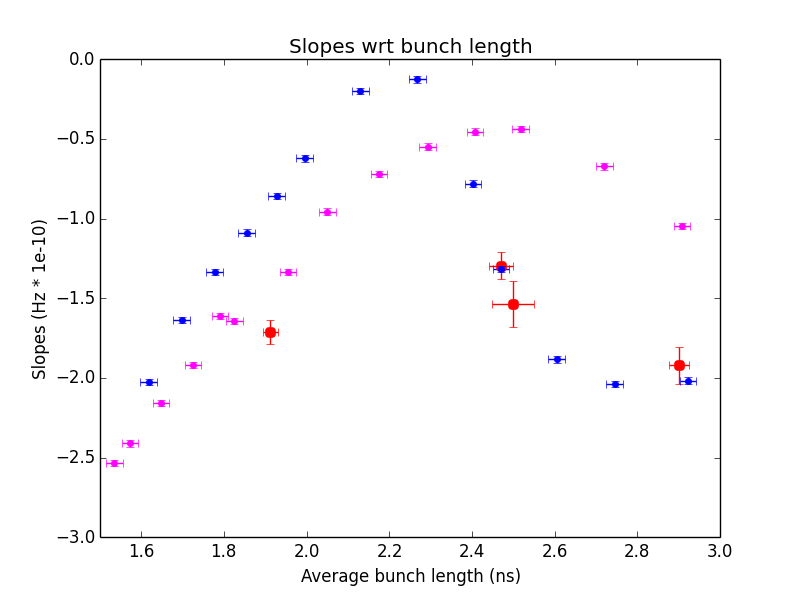 Slopes wrt bunch length
0.0
−0.5
−1.0
−1.5
−2.0
−2.5
−3.0
Slopes (Hz * 1e-10)
1.6 1.8 2.0 2.2 2.4 2.6 2.8 3.0
Average bunch length (ns)